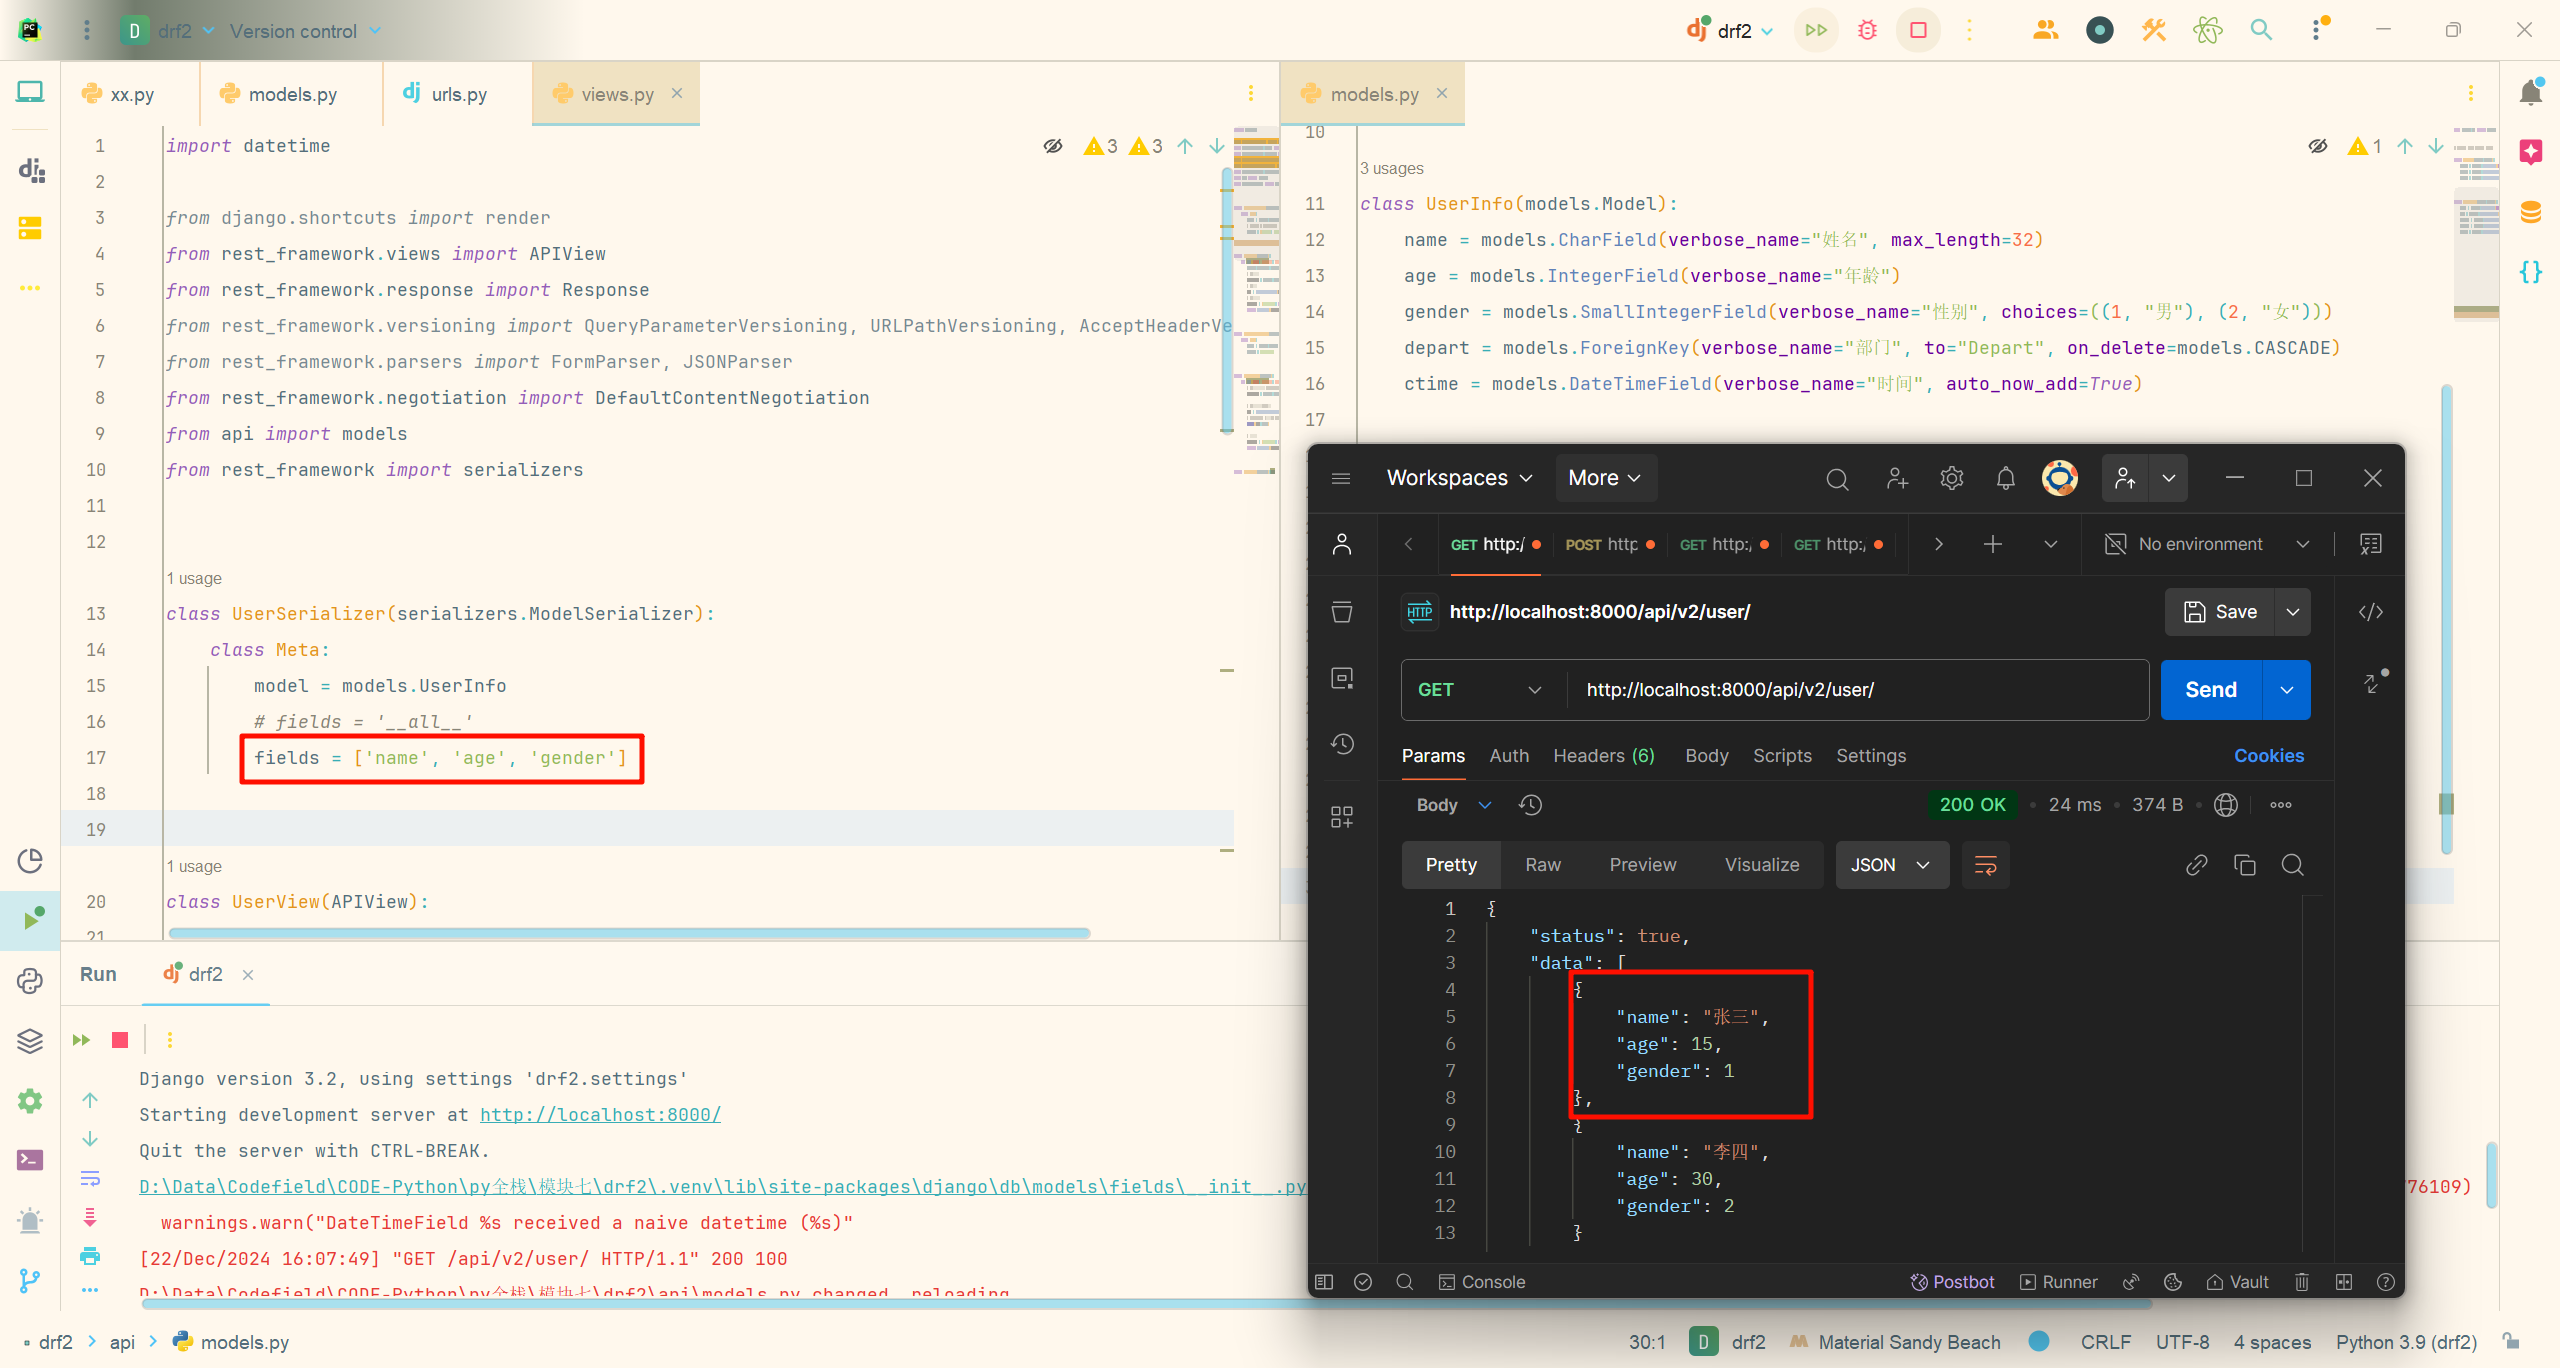 PC
D drf2 Version control
drf2
xx.py models.py urls.py views.py
models.py
1 import datetime
2
3 from django.shortcuts import render
4 from rest_framework.views import APIView
5 from rest_framework.response import Response
6 from rest_framework.versioning import QueryParameterVersioning, URLPathVersioning, AcceptHeaderVe
7 from rest_framework.parsers import FormParser, JSONParser
8 from rest_framework.negotiation import DefaultContentNegotiation
9 from api import models
10 from rest_framework import serializers
11
12
1 usage
13 class UserSerializer(serializers.ModelSerializer):
14 class Meta:
15 model = models.UserInfo
16 # fields = '__all__'
17 fields = ['name', 'age', 'gender']
18
19
1 usage
20 class UserView(APIView):
21
3 3
10
3 usages
1
11 class UserInfo(models.Model):
12 name = models.CharField(verbose_name="姓名", max_length=32)
13 age = models.IntegerField(verbose_name="年龄")
14 gender = models.SmallIntegerField(verbose_name="性别", choices=((1, "男"), (2, "女")))
15 depart = models.ForeignKey(verbose_name="部门", to="Depart", on_delete=models.CASCADE)
16 ctime = models.DateTimeField(verbose_name="时间", auto_now_add=True)
17
Workspaces More
GET http:/ POST http GET http:/ GET http:/ No environment
HTTP http://localhost:8000/api/v2/user/ Save
GET http://localhost:8000/api/v2/user/ Send
Params Auth Headers (6) Body Scripts Settings Cookies
Body 200 OK 24 ms 374 B
Pretty Raw Preview Visualize JSON
1 {
2 "status": true,
3 "data": [
4 {
5 "name": "张三",
6 "age": 15,
7 "gender": 1
8 },
9 {
10 "name": "李四",
11 "age": 30,
12 "gender": 2
13 }
Console Postbot Runner Vault
Run drf2
Django version 3.2, using settings 'drf2.settings'
Starting development server at http://localhost:8000/
Quit the server with CTRL-BREAK.
D:\Data\Codefield\CODE-Python\py全栈\模块七\drf2\.venv\lib\site-packages\django\db\models\fields\__init__.py 76109)
warnings.warn("DateTimeField %s received a naive datetime (%s)"
[22/Dec/2024 16:07:49] "GET /api/v2/user/ HTTP/1.1" 200 100
D:\Data\Codefield\CODE-Python\py全栈\模块七\drf2\api\models.py changed, reloading.
drf2 api models.py
30:1 D drf2 Material Sandy Beach CRLF UTF-8 4 spaces Python 3.9 (drf2)